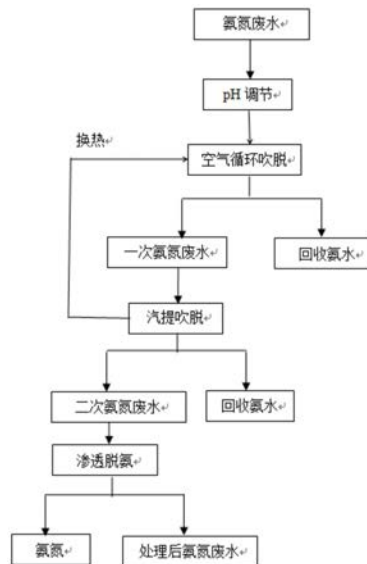 氨氮废水
pH 调节
换热
空气循环吹脱
一次氨氮废水
回收氨水
汽提吹脱
二次氨氮废水
回收氨水
渗透脱氨
氨氮
处理后氨氮废水